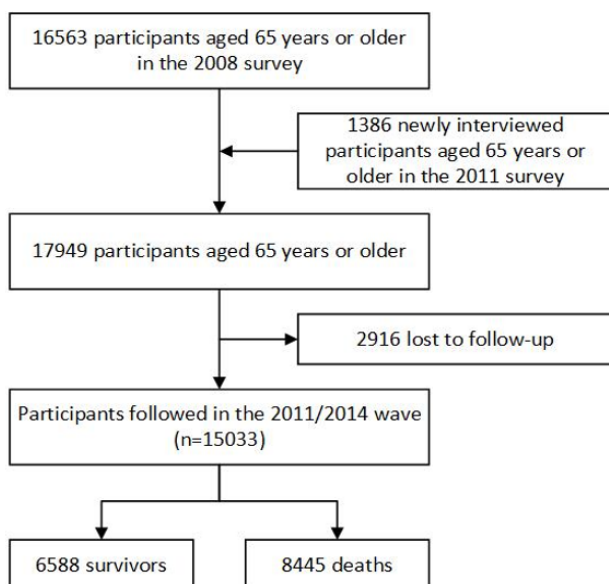 16563 participants aged 65 years or older
in the 2008 survey
1386 newly interviewed
participants aged 65 years or
older in the 2011 survey
17949 participants aged 65 years or older
2916 lost to follow-up
Participants followed in the 2011/2014 wave
(n=15033)
6588 survivors
8445 deaths